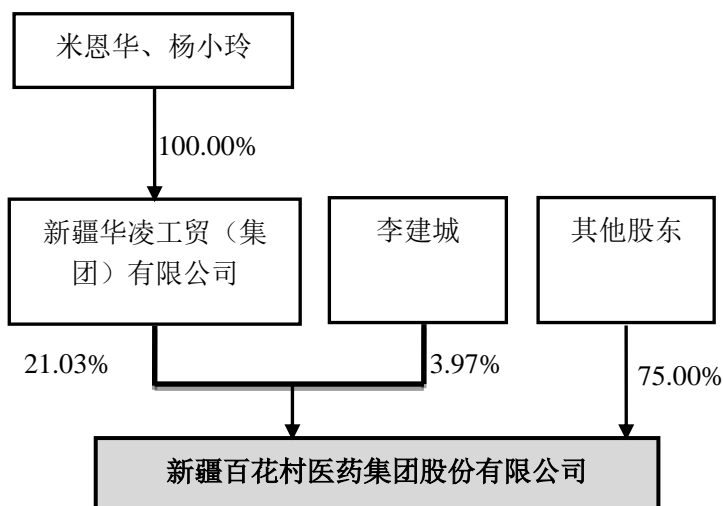 米恩华、杨小玲
100.00%
新疆华凌工贸（集
团）有限公司
李建城
其他股东
21.03%
3.97%
75.00%
新疆百花村医药集团股份有限公司